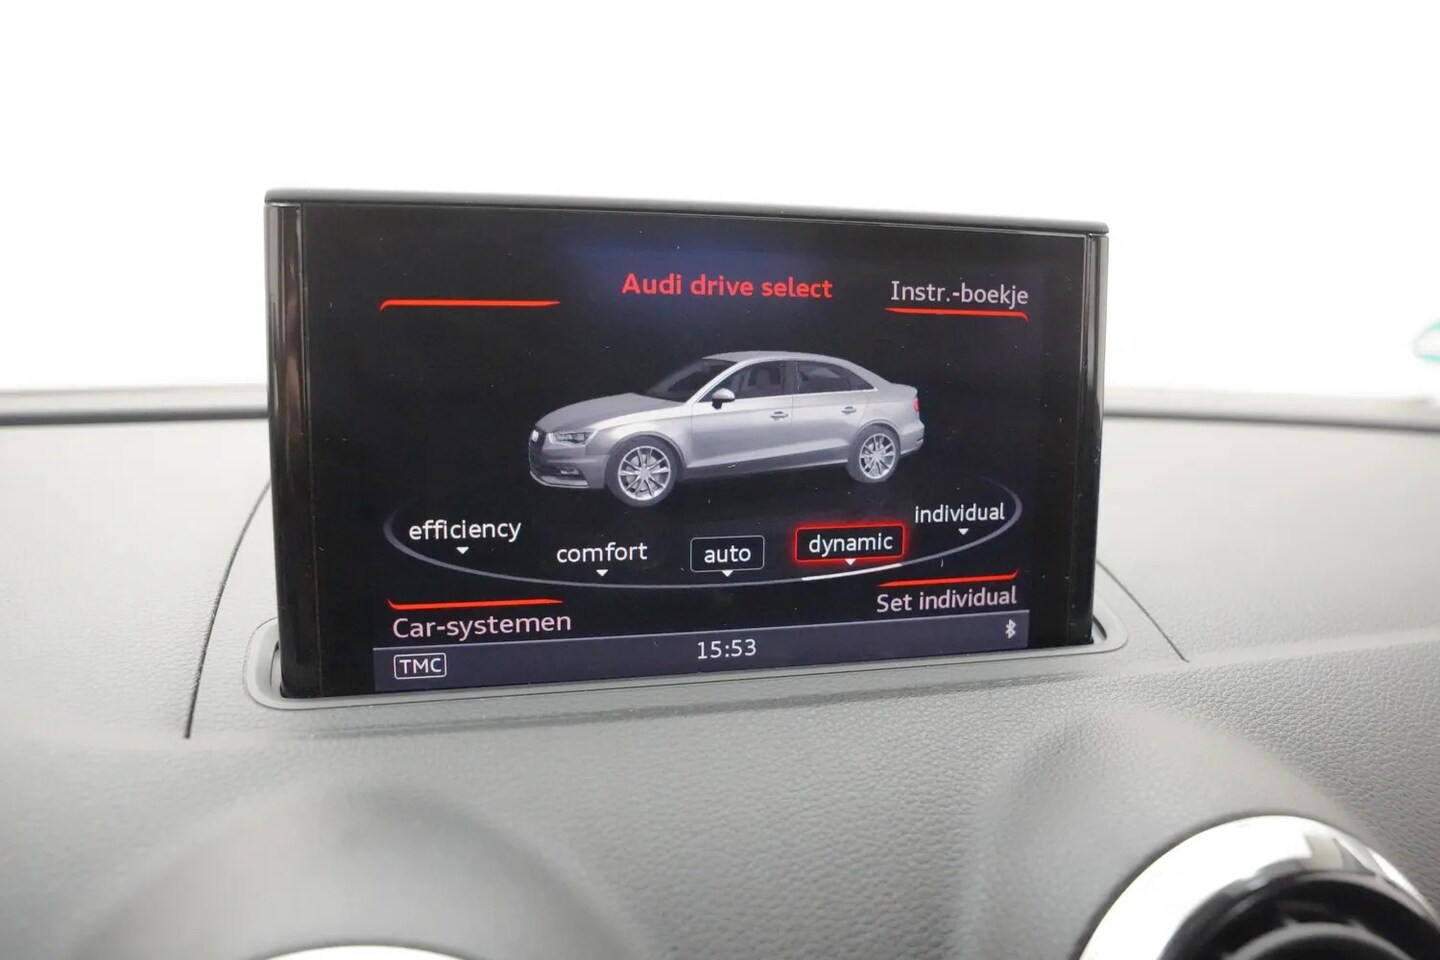 Audi drive select
Instr.-boekje
efficiency
comfort
auto
dynamic
individual
Car-systemen
Set individual
TMC
15:53